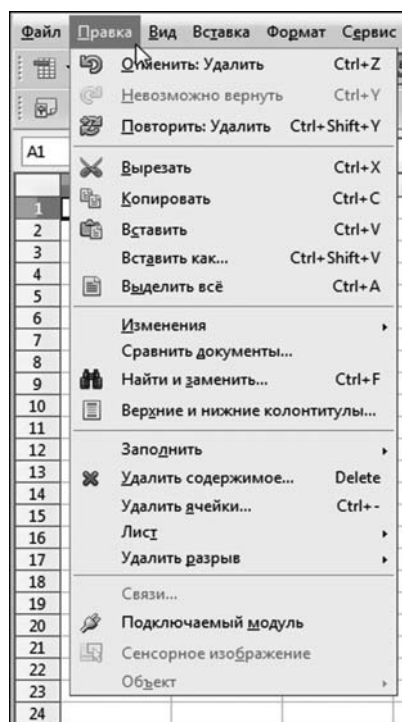 Файл Правка Вид Вставка Формат Сервис
Отменить: Удалить Ctrl+Z
Невозможно вернуть Ctrl+Y
Повторить: Удалить Ctrl+Shift+Y
A1
Вырезать Ctrl+X
1
Копировать Ctrl+C
2
Вставить Ctrl+V
3
Вставить как... Ctrl+Shift+V
4
Выделить всё Ctrl+A
5
6
Изменения
7
Сравнить документы...
8
9
Найти и заменить... Ctrl+F
10
Верхние и нижние колонтитулы...
11
12
Заполнить
13
Удалить содержимое... Delete
14
Удалить ячейки... Ctrl+-
15
16
Лист
17
Удалить разрыв
18
Связи...
19
20
Подключаемый модуль
21
Сенсорное изображение
22
23
Объект
24